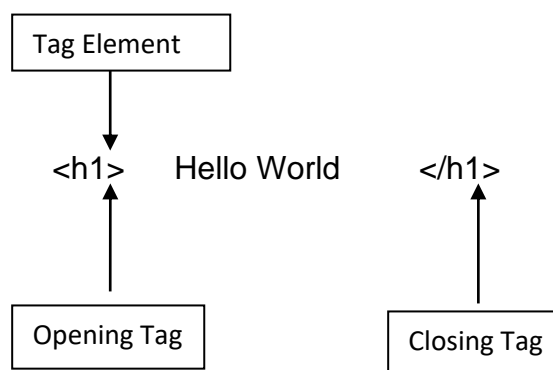 Tag Element
<h1> Hello World </h1>
Opening Tag
Closing Tag